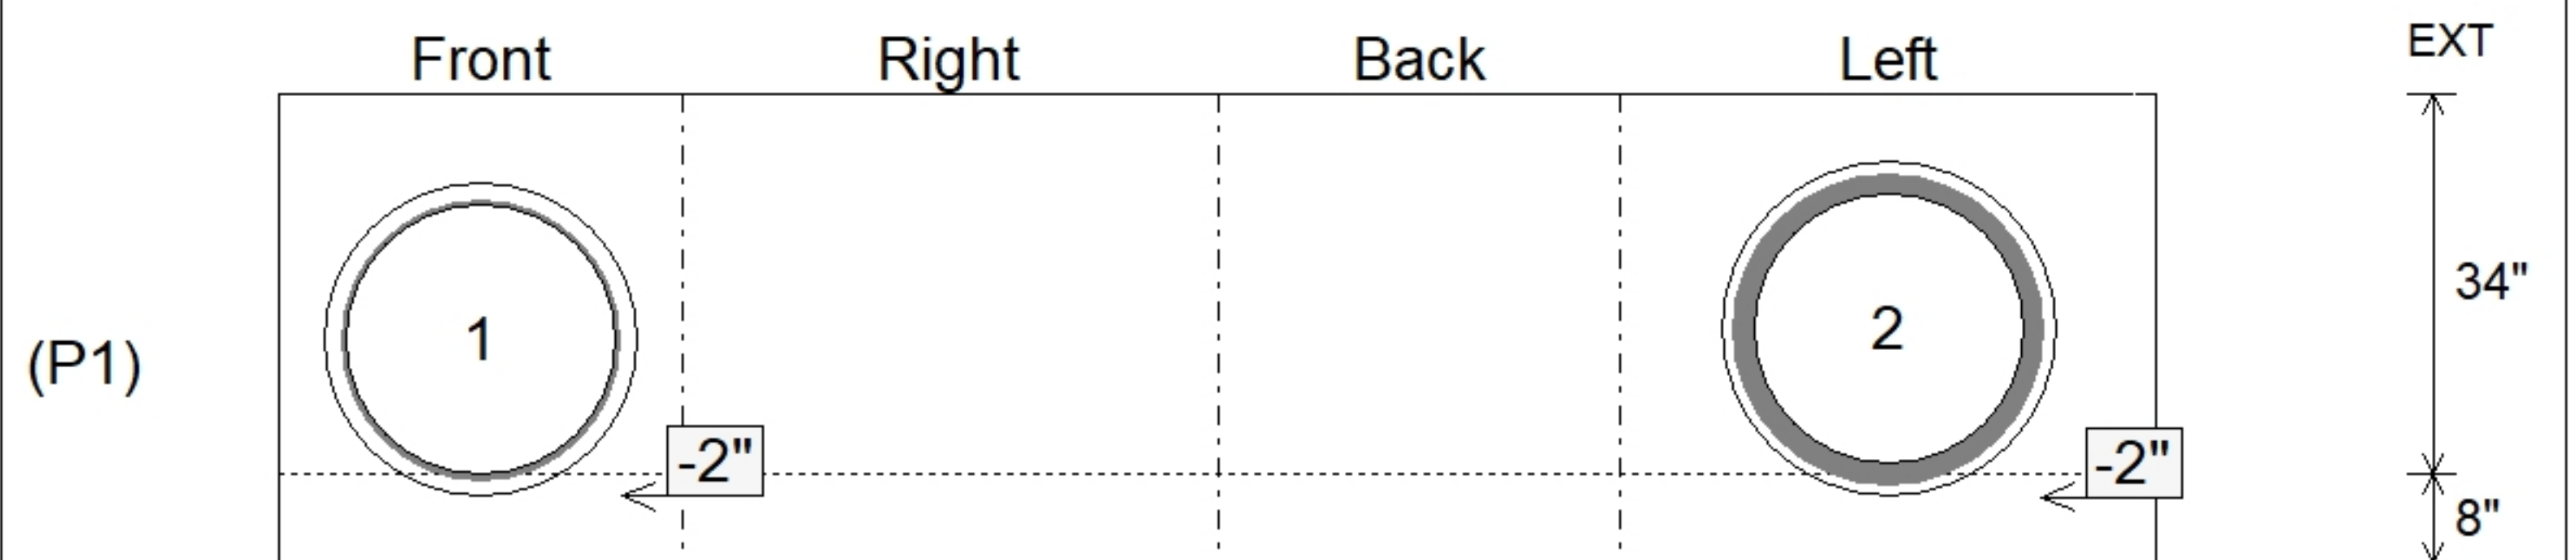 Front Right Back Left EXT
34"
1 2
(P1)
-2" -2"
8"